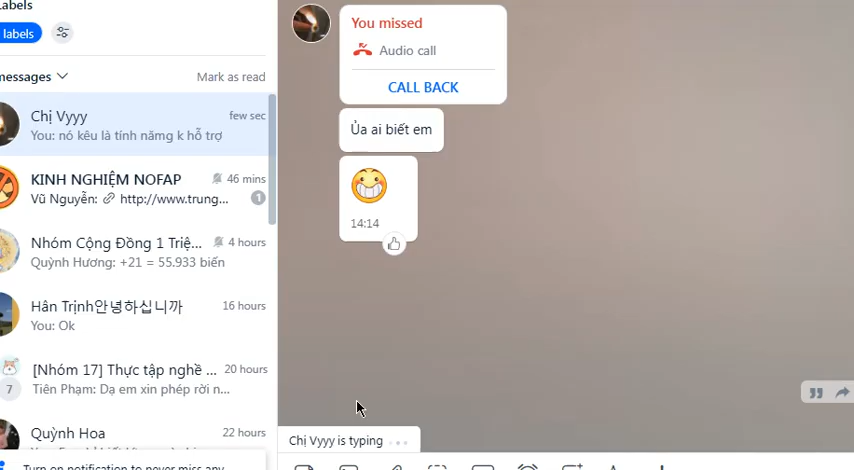 Labels
labels
messages
Mark as read
Chị Vyyy
few sec
You: nó kêu là tính nămg k hỗ trợ
KINH NGHIỆM NOFAP
46 mins
Vũ Nguyễn: http://www.trung...
1
Nhóm Cộng Đồng 1 Triệ...
4 hours
Quỳnh Hương: +21 = 55.933 biến
Hân Trịnh안녕하십니까
16 hours
You: Ok
[Nhóm 17] Thực tập nghề ...
20 hours
7
Tiên Phạm: Dạ em xin phép rời n...
Quỳnh Hoa
22 hours
Turn on notification to never miss any
You missed
Audio call
CALL BACK
Ủa ai biết em
14:14
Chị Vyyy is typing